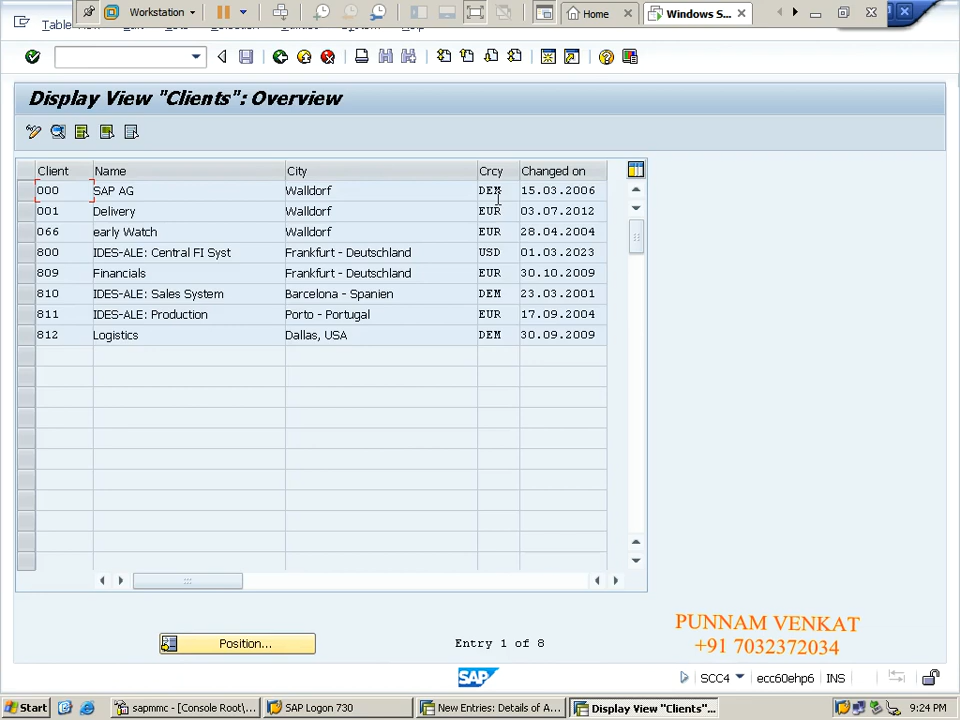 Workstation
Home
Windows S...
Display View "Clients": Overview
Client Name City Crcy Changed on
000 SAP AG Walldorf DEM 15.03.2006
001 Delivery Walldorf EUR 03.07.2012
066 early Watch Walldorf EUR 28.04.2004
800 IDES-ALE: Central FI Syst Frankfurt - Deutschland USD 01.03.2023
809 Financials Frankfurt - Deutschland EUR 30.10.2009
810 IDES-ALE: Sales System Barcelona - Spanien DEM 23.03.2001
811 IDES-ALE: Production Porto - Portugal EUR 17.09.2004
812 Logistics Dallas, USA DEM 30.09.2009
Position... Entry 1 of 8
PUNNAM VENKAT
+91 7032372034
SAP SCC4 ecc60ehp6 INS
Start sapmmc - [Console Root\... SAP Logon 730 New Entries: Details of A... Display View "Clients"... 9:24 PM